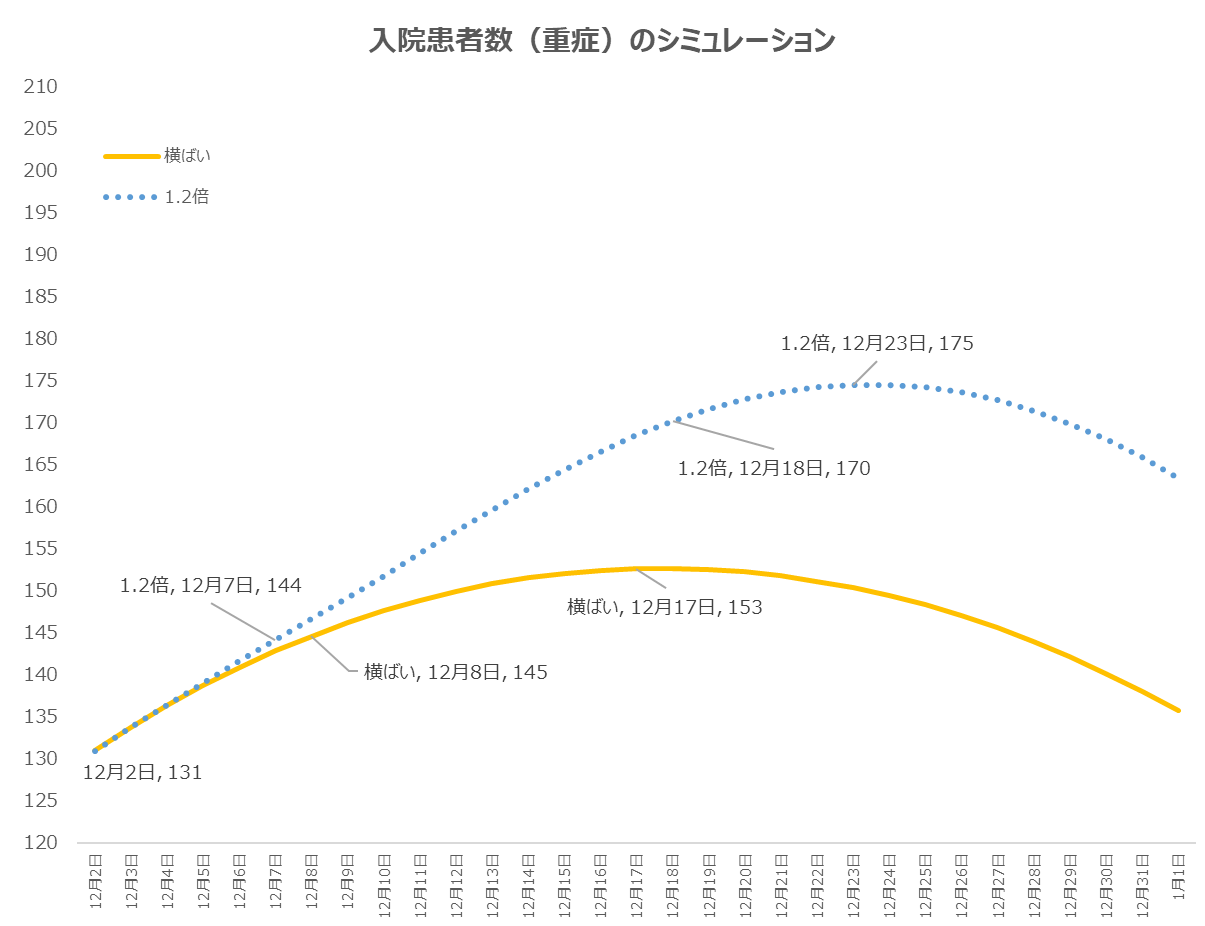 入院患者数（重症）のシミュレーション
210
205
200
195
190
185
180
175
170
165
160
155
150
145
140
135
130
125
120
横ばい
1.2倍
1.2倍, 12月23日, 175
1.2倍, 12月18日, 170
1.2倍, 12月7日, 144
横ばい, 12月17日, 153
横ばい, 12月8日, 145
12月2日, 131
12月2日
12月3日
12月4日
12月5日
12月6日
12月7日
12月8日
12月9日
12月10日
12月11日
12月12日
12月13日
12月14日
12月15日
12月16日
12月17日
12月18日
12月19日
12月20日
12月21日
12月22日
12月23日
12月24日
12月25日
12月26日
12月27日
12月28日
12月29日
12月30日
12月31日
1月1日